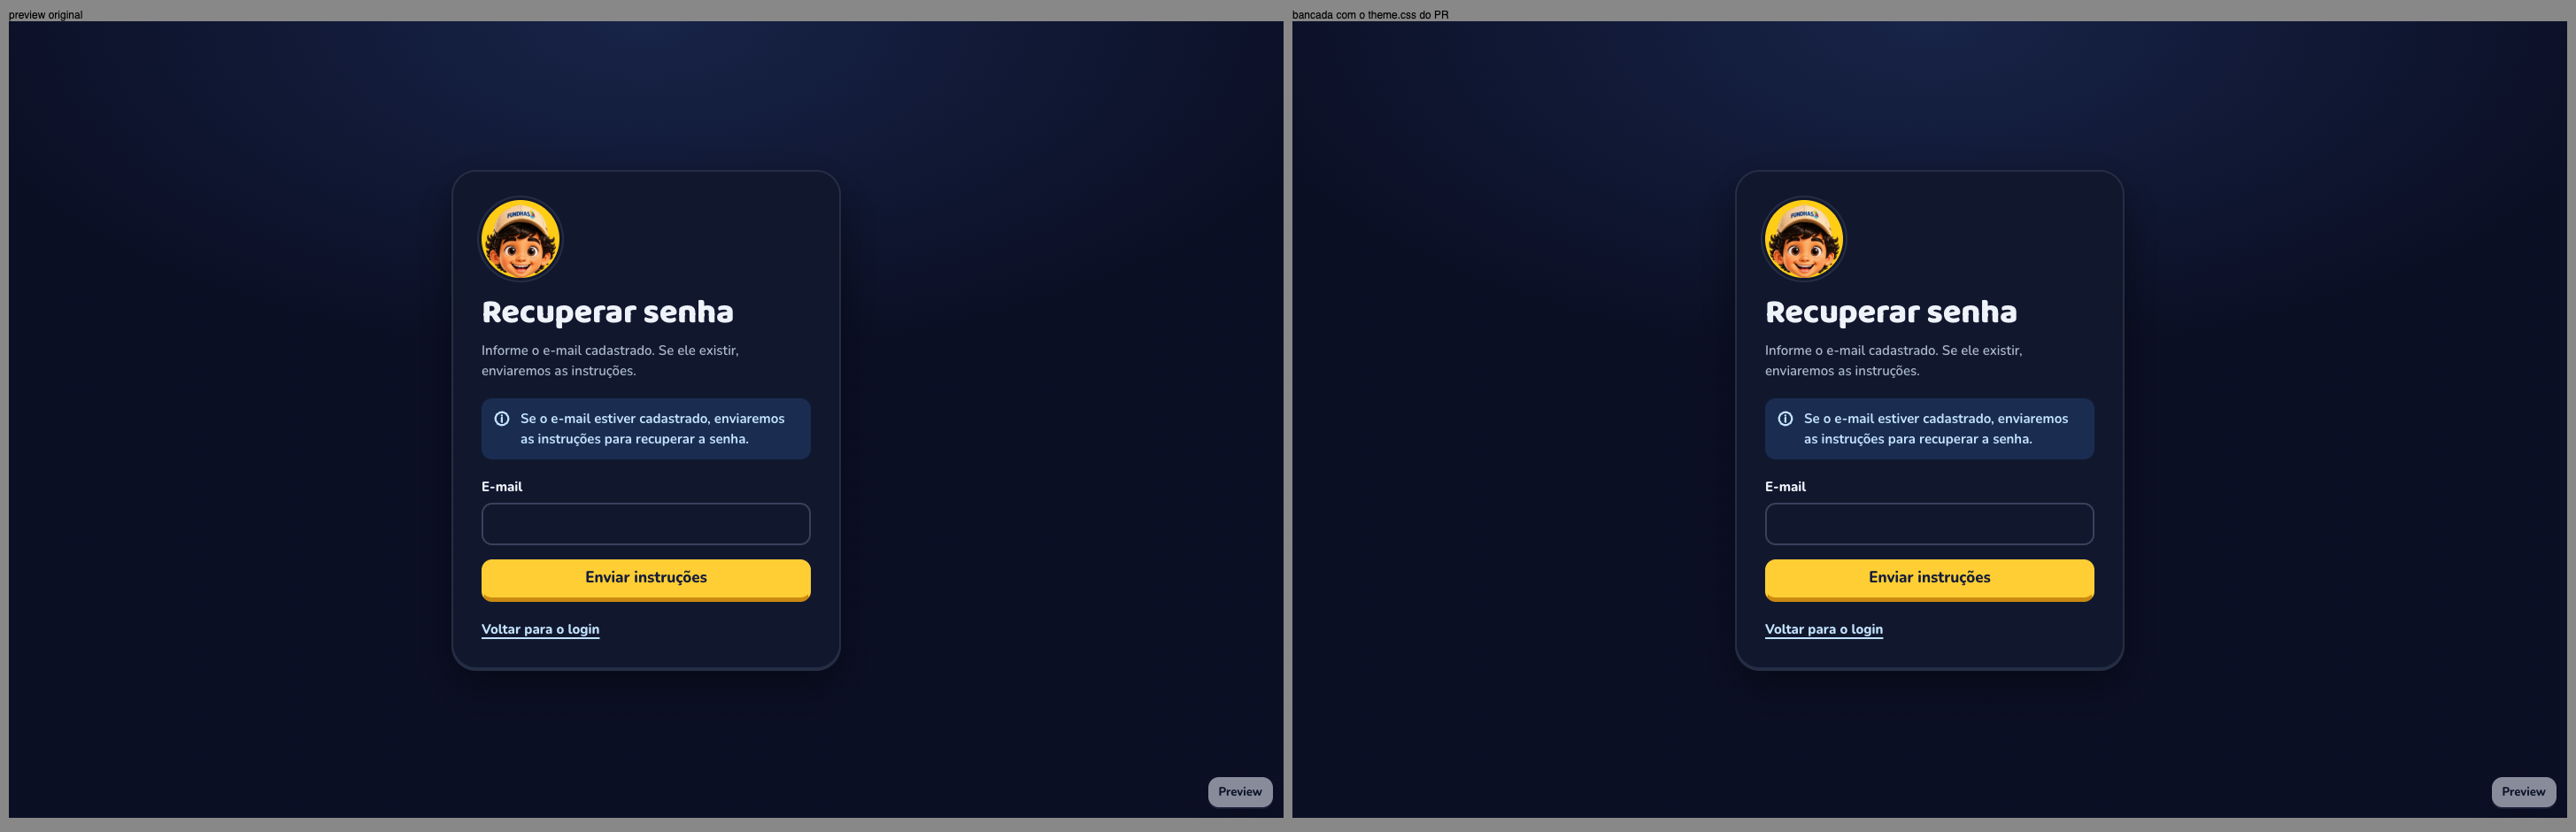 preview original
FUNDHAS
Recuperar senha
Informe o e-mail cadastrado. Se ele existir,
enviaremos as instruções.
Se o e-mail estiver cadastrado, enviaremos
as instruções para recuperar a senha.
E-mail
Enviar instruções
Voltar para o login
Preview
bancada com o theme.css do PR
FUNDHAS
Recuperar senha
Informe o e-mail cadastrado. Se ele existir,
enviaremos as instruções.
Se o e-mail estiver cadastrado, enviaremos
as instruções para recuperar a senha.
E-mail
Enviar instruções
Voltar para o login
Preview